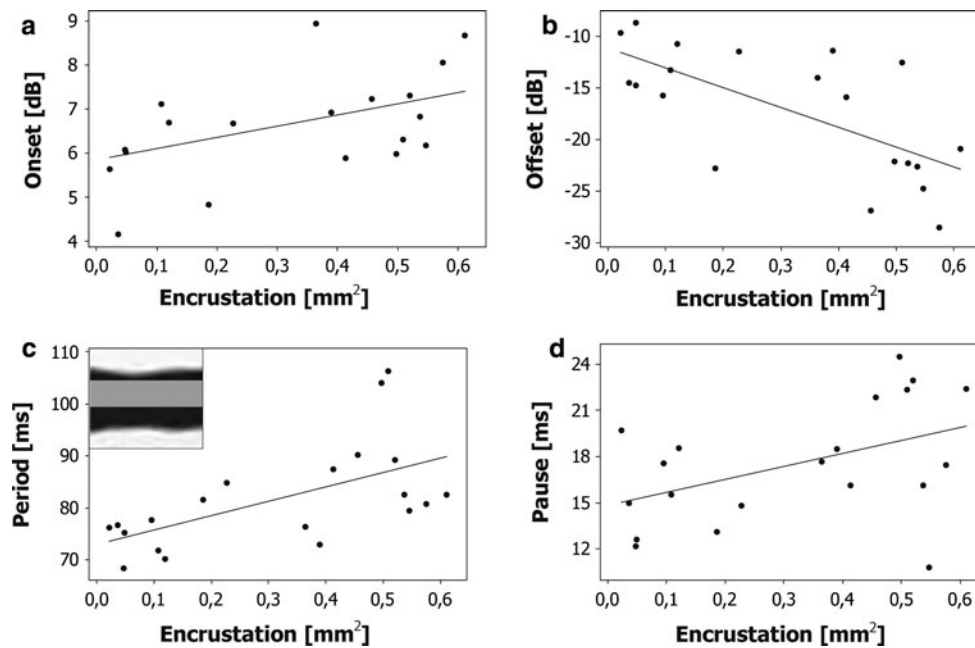 a
Onset [dB]
9
8
7
6
5
4
0,0 0,1 0,2 0,3 0,4 0,5 0,6
Encrustation [mm²]
b
Offset [dB]
-10
-15
-20
-25
-30
0,0 0,1 0,2 0,3 0,4 0,5 0,6
Encrustation [mm²]
c
Period [ms]
110
100
90
80
70
0,0 0,1 0,2 0,3 0,4 0,5 0,6
Encrustation [mm²]
d
Pause [ms]
24
21
18
15
12
0,0 0,1 0,2 0,3 0,4 0,5 0,6
Encrustation [mm²]